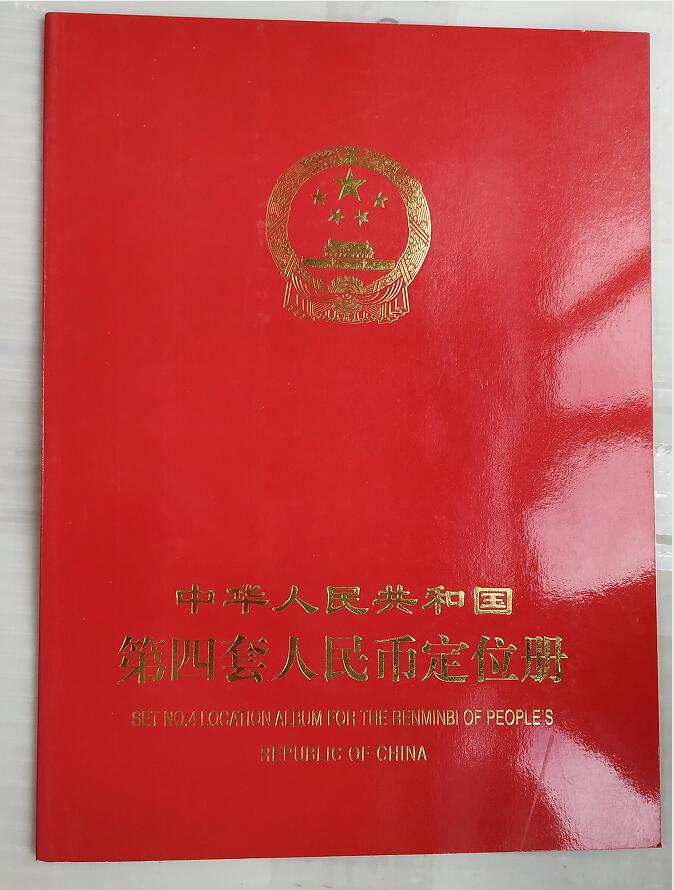 中华人民共和国
第四套人民币定位册
SET NO.4 LOCATION ALBUM FOR THE RENMINBI OF PEOPLE'S
REPUBLIC OF CHINA